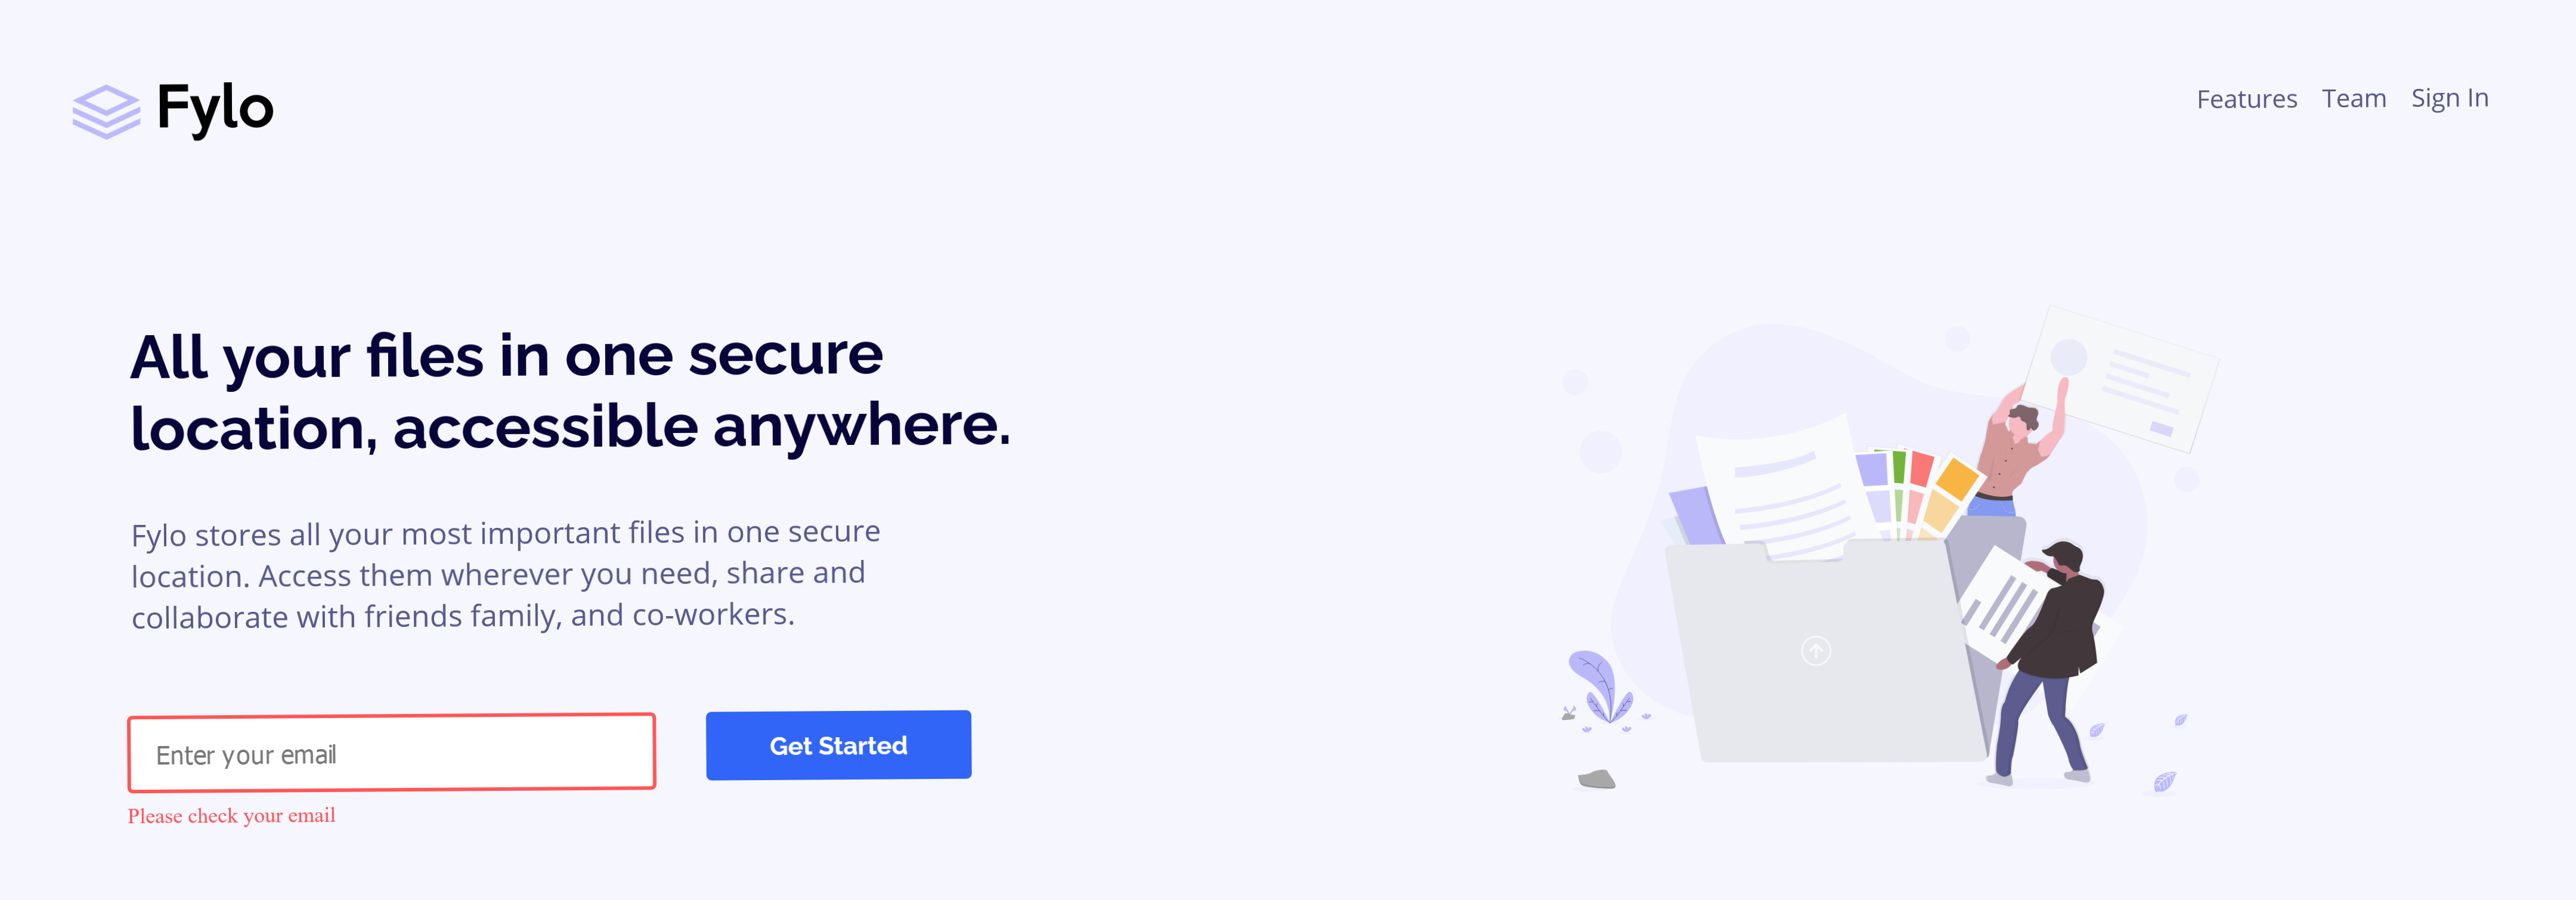 Fylo
Features Team Sign In
All your files in one secure
location, accessible anywhere.
Fylo stores all your most important files in one secure
location. Access them wherever you need, share and
collaborate with friends family, and co-workers.
Enter your email
Get Started
Please check your email